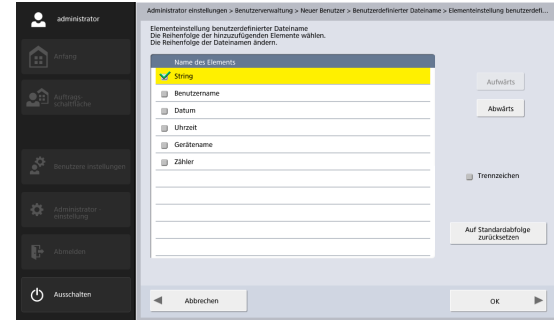 administrator
Anfang
Auftrags-
schaltfläche
Benutzereinstellungen
Administrator-
einstellung
Abmelden
Ausschalten
Administrator einstellungen > Benutzerverwaltung > Neuer Benutzer > Benutzerdefinierter Dateiname > Elementeinstellung benutzerdefi...
Elementeinstellung benutzerdefinierter Dateiname
Die Reihenfolge der hinzuzufügenden Elemente wählen.
Die Reihenfolge der Dateinamen ändern.
Name des Elements
String
Benutzername
Datum
Uhrzeit
Gerätename
Zähler
Aufwärts
Abwärts
Trennzeichen
Auf Standardabfolge
zurücksetzen
Abbrechen
OK